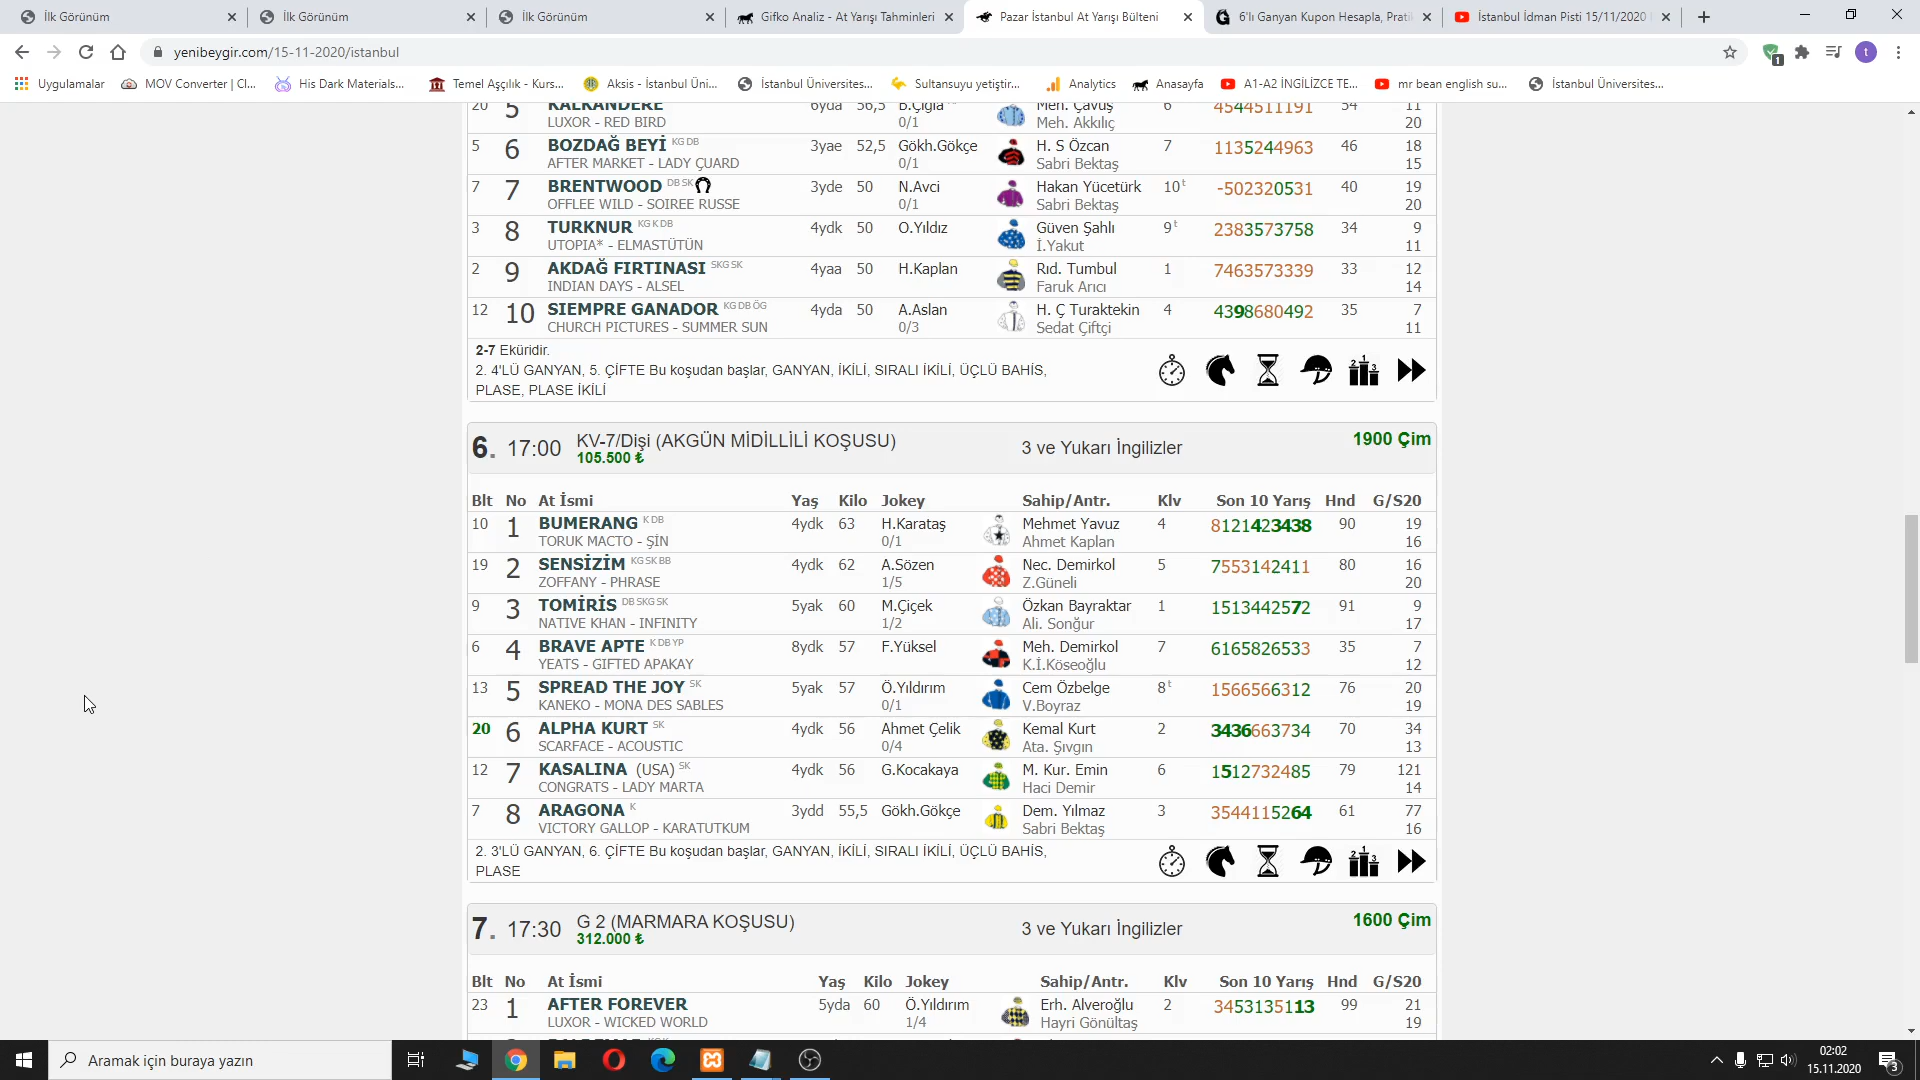 İlk Görünüm
İlk Görünüm
İlk Görünüm
Gifko Analiz - At Yarışı Tahminleri
Pazar İstanbul At Yarışı Bülteni
6'lı Ganyan Kupon Hesapla, Prati
İstanbul İdman Pisti 15/11/2020
yenibeygir.com/15-11-2020/istanbul
1
t
Uygulamalar
MOV Converter | Cl...
His Dark Materials...
Temel Aşçılık - Kurs...
Aksis - İstanbul Üni...
İstanbul Üniversites...
Sultansuyu yetiştir...
Analytics
Anasayfa
A1-A2 İNGİLİZCE TE...
mr bean english su...
İstanbul Üniversites...
20 5 KALKANDERE 6yda 56,5 B.Çığla Meh. Çavuş 6 4544511191 54 11
LUXOR - RED BIRD 0/1 Meh. Akkılıç 20
5 6 BOZDAĞ BEYİ KG DB 3yae 52,5 Gökh.Gökçe H. S Özcan 7 1135244963 46 18
AFTER MARKET - LADY ÇUARD 0/1 Sabri Bektaş 15
7 7 BRENTWOOD DB SK 3yde 50 N.Avci Hakan Yücetürk 10t -502320531 40 19
OFFLEE WILD - SOIREE RUSSE 0/1 Sabri Bektaş 20
3 8 TURKNUR KG K DB 4ydk 50 O.Yıldız Güven Şahlı 9t 2383573758 34 9
UTOPIA* - ELMASTÜTÜN İ.Yakut 11
2 9 AKDAĞ FIRTINASI SKG SK 4yaa 50 H.Kaplan Rıd. Tumbul 1 7463573339 33 12
INDIAN DAYS - ALSEL Faruk Arıcı 14
12 10 SIEMPRE GANADOR KG DB ÖG 4yda 50 A.Aslan H. Ç Turaktekin 4 4398680492 35 7
CHURCH PICTURES - SUMMER SUN 0/3 Sedat Çiftçi 11
2-7 Eküridir.
2. 4'LÜ GANYAN, 5. ÇİFTE Bu koşudan başlar, GANYAN, İKİLİ, SIRALI İKİLİ, ÜÇLÜ BAHİS,
PLASE, PLASE İKİLİ
6. 17:00 KV-7/Dişi (AKGÜN MİDİLLİLİ KOŞUSU) 3 ve Yukarı İngilizler 1900 Çim
105.500 ₺
Blt No At İsmi Yaş Kilo Jokey Sahip/Antr. Klv Son 10 Yarış Hnd G/S20
10 1 BUMERANG K DB 4ydk 63 H.Karataş Mehmet Yavuz 4 8121423438 90 19
TORUK MACTO - ŞİN 0/1 Ahmet Kaplan 16
19 2 SENSİZİM KG SK BB 4ydk 62 A.Sözen Nec. Demirkol 5 7553142411 80 16
ZOFFANY - PHRASE 1/5 Z.Güneli 20
9 3 TOMİRİS DB SKG SK 5yak 60 M.Çiçek Özkan Bayraktar 1 1513442572 91 9
NATIVE KHAN - INFINITY 1/2 Ali. Sonğur 17
6 4 BRAVE APTE K DB YP 8ydk 57 F.Yüksel Meh. Demirkol 7 6165826533 35 7
YEATS - GIFTED APAKAY K.İ.Köseoğlu 12
13 5 SPREAD THE JOY SK 5yak 57 Ö.Yıldırım Cem Özbelge 8t 1566566312 76 20
KANEKO - MONA DES SABLES 0/1 V.Boyraz 19
20 6 ALPHA KURT SK 4ydk 56 Ahmet Çelik Kemal Kurt 2 3436663734 70 34
SCARFACE - ACOUSTIC 0/4 Ata. Şıvgın 13
12 7 KASALINA (USA) SK 4ydk 56 G.Kocakaya M. Kur. Emin 6 1512732485 79 121
CONGRATS - LADY MARTA Haci Demir 14
7 8 ARAGONA K 3ydd 55,5 Gökh.Gökçe Dem. Yılmaz 3 3544115264 61 77
VICTORY GALLOP - KARATUTKUM Sabri Bektaş 16
2. 3'LÜ GANYAN, 6. ÇİFTE Bu koşudan başlar, GANYAN, İKİLİ, SIRALI İKİLİ, ÜÇLÜ BAHİS,
PLASE
7. 17:30 G 2 (MARMARA KOŞUSU) 3 ve Yukarı İngilizler 1600 Çim
312.000 ₺
Blt No At İsmi Yaş Kilo Jokey Sahip/Antr. Klv Son 10 Yarış Hnd G/S20
23 1 AFTER FOREVER 5yda 60 Ö.Yıldırım Erh. Alveroğlu 2 3453135113 99 21
LUXOR - WICKED WORLD 1/4 Hayri Gönültaş 19
Aramak için buraya yazın
02:02
15.11.2020
3